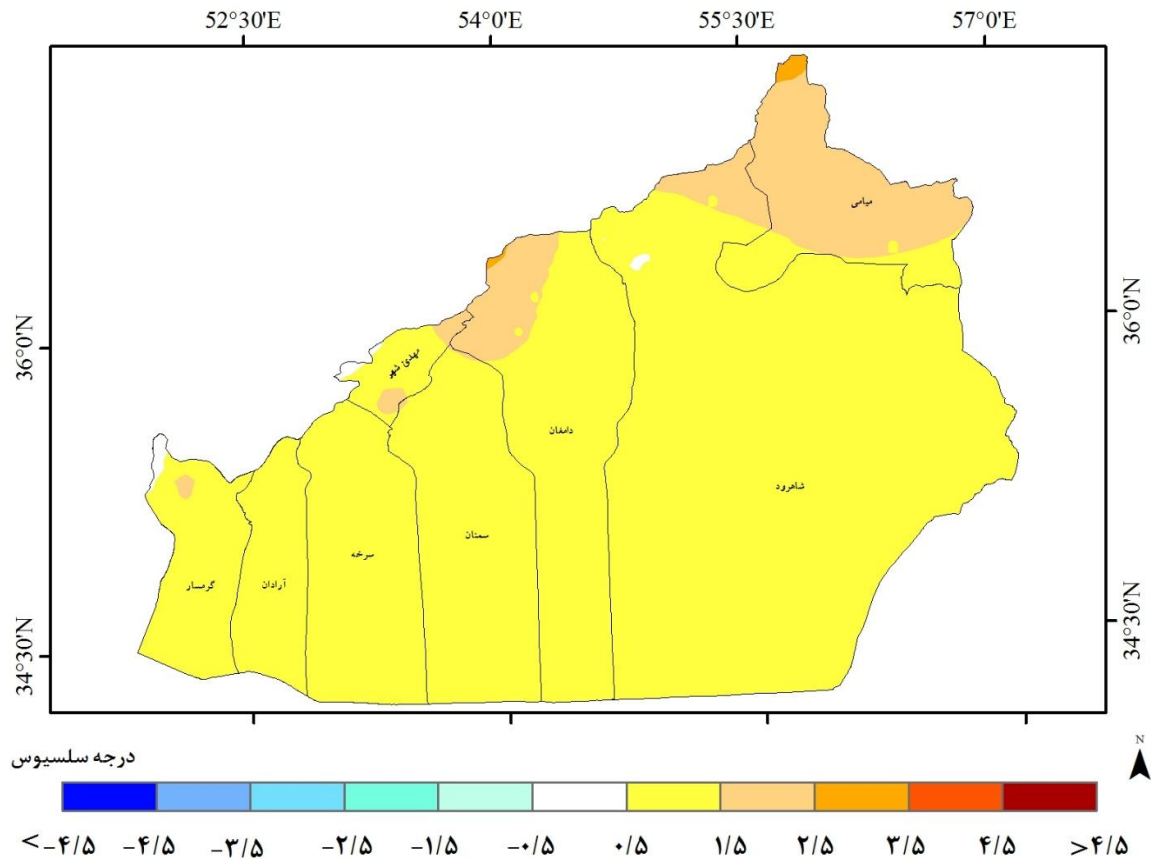 52°30'E 54°0'E 55°30'E 57°0'E
میامی
36°0'N 36°0'N
مهدی شهر
دامغان
شاهرود
سمنان
سرخه
آرادان
گرمسار
34°30'N 34°30'N
درجه سلسیوس
N
<-۴/۵ -۴/۵ -۳/۵ -۲/۵ -۱/۵ -۰/۵ ۰/۵ ۱/۵ ۲/۵ ۳/۵ ۴/۵ >۴/۵